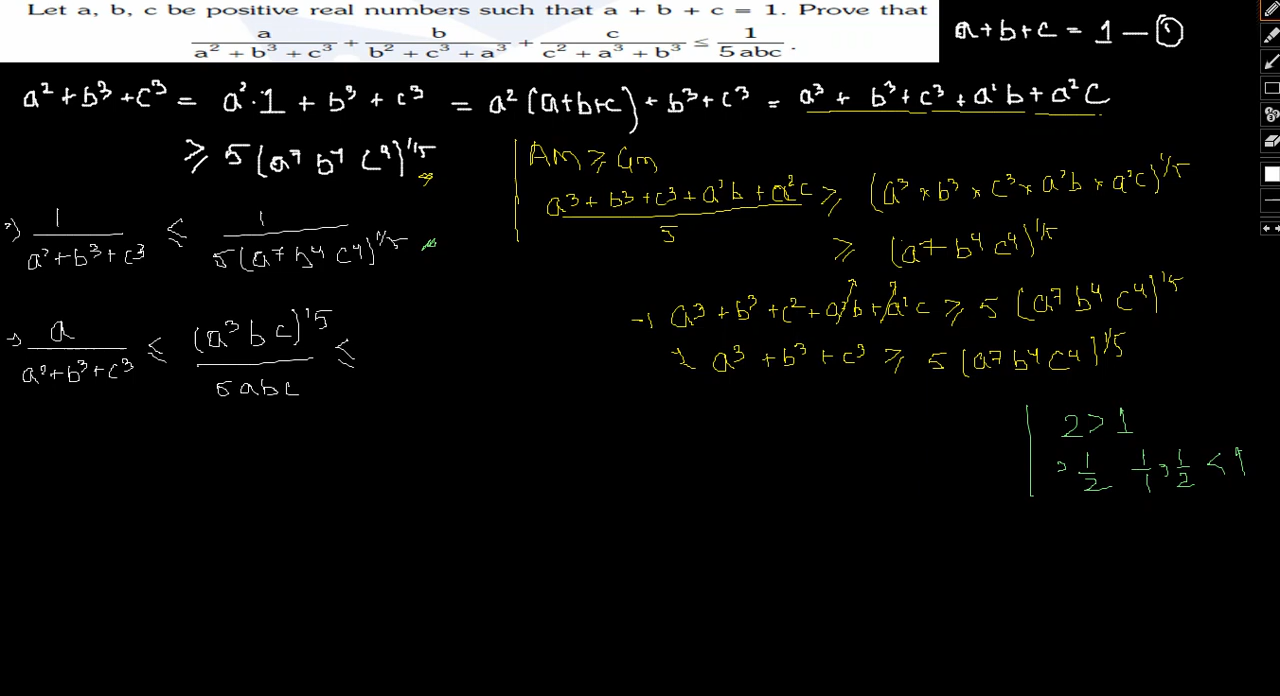 Let a, b, c be positive real numbers such that a + b + c = 1. Prove that
a/(a² + b³ + c³) + b/(b² + c³ + a³) + c/(c² + a³ + b³) ≤ 1/(5 abc).
a+b+c = 1 — ①
a² + b³ + c³ = a²·1 + b³ + c³ = a²(a+b+c) + b³ + c³ = a³ + b³ + c³ + a²b + a²c
≥ 5 (a⁷ b⁴ c⁴)^1/5
1/(a² + b³ + c³) ≤ 1/(5(a⁷ b⁴ c⁴)^1/5)
a/(a² + b³ + c³) ≤ (a³ b c)^1/5/(5abc) ≤
AM ≥ Gm
(a³ + b³ + c³ + a²b + a²c)/5 ≥ (a³ × b³ × c³ × a²b × a²c)^1/5
≥ (a⁷ b⁴ c⁴)^1/5
a³ + b³ + c² + a²b + a²c ≥ 5 (a⁷ b⁴ c⁴)^1/5
a³ + b³ + c³ ≥ 5 (a⁷ b⁴ c⁴)^1/5
2 > 1
1/2 1/1 , 1/2 < 1